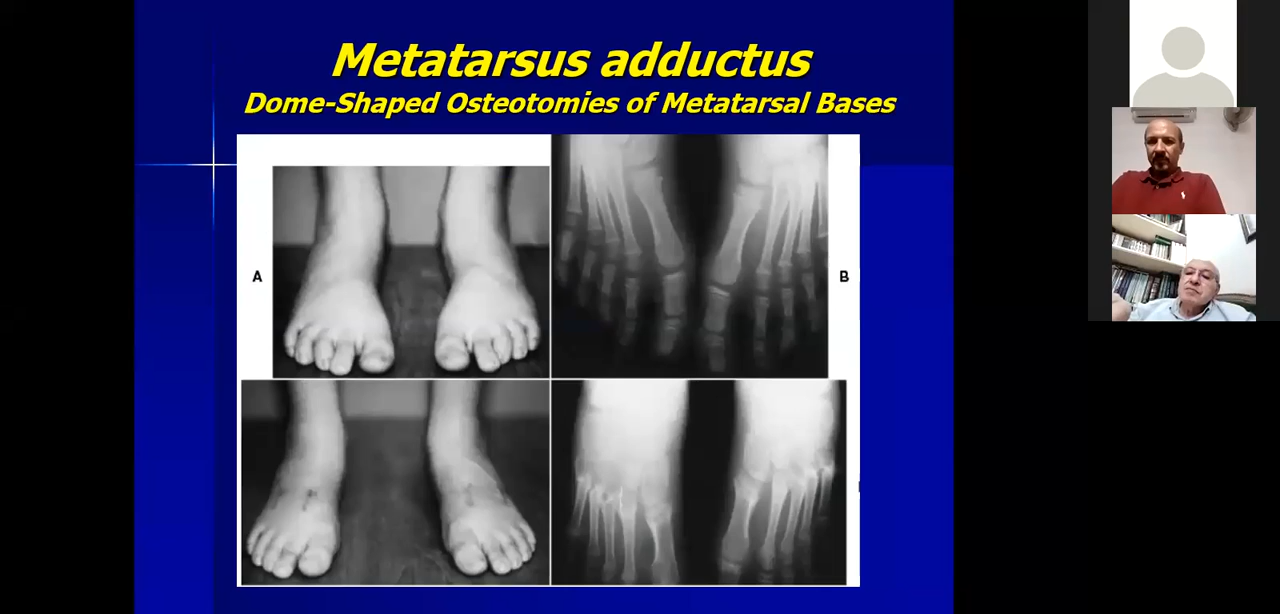 Metatarsus adductus
Dome-Shaped Osteotomies of Metatarsal Bases
A
B